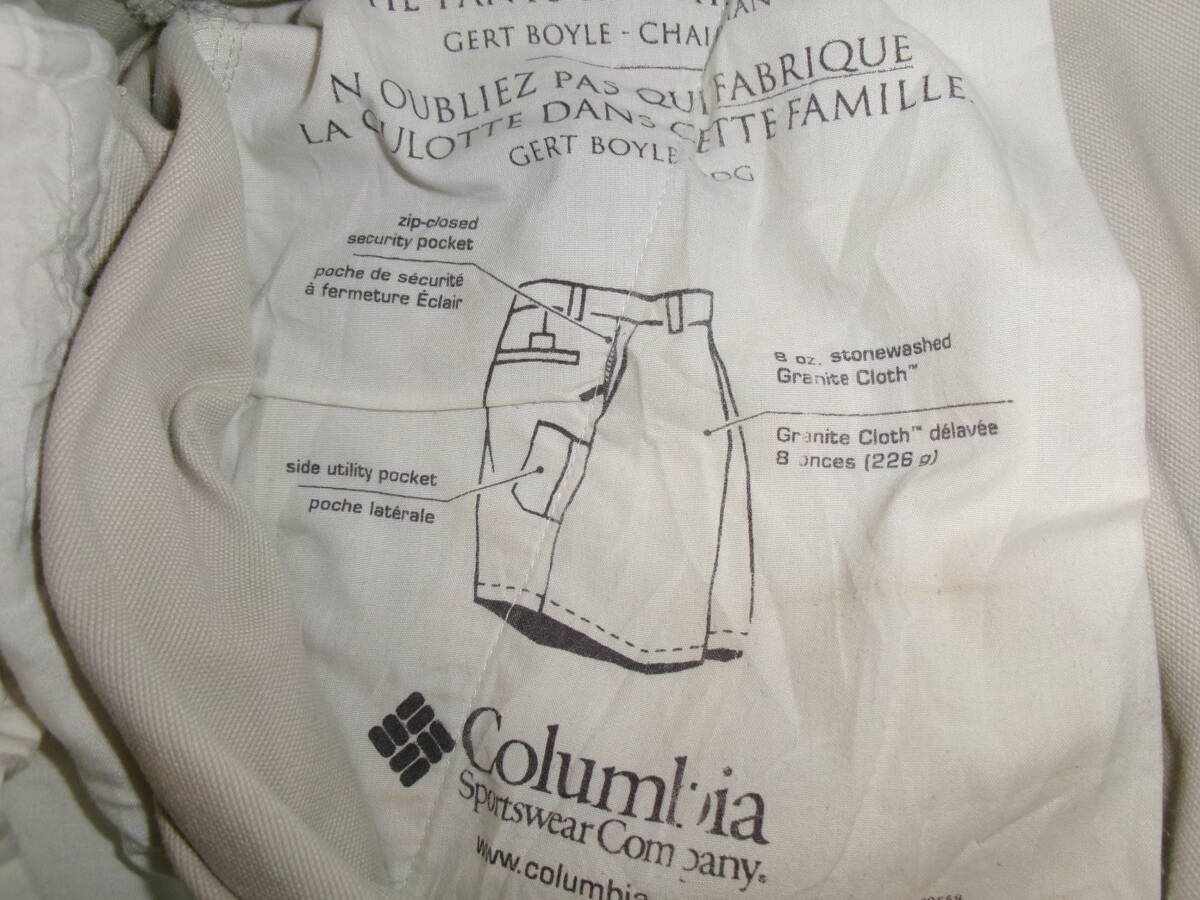 GERT BOYLE - CHAI
N'OUBLIEZ PAS QUI FABRIQUE
LA CULOTTE DANS CETTE FAMILLE.
GERT BOYLE
zip-closed
security pocket
poche de sécurité
à fermeture Éclair
8 oz. stonewashed
Granite Cloth™
Granite Cloth™ délavée
8 onces (226 g)
side utility pocket
poche latérale
Columbia
Sportswear Company®
www.columbia